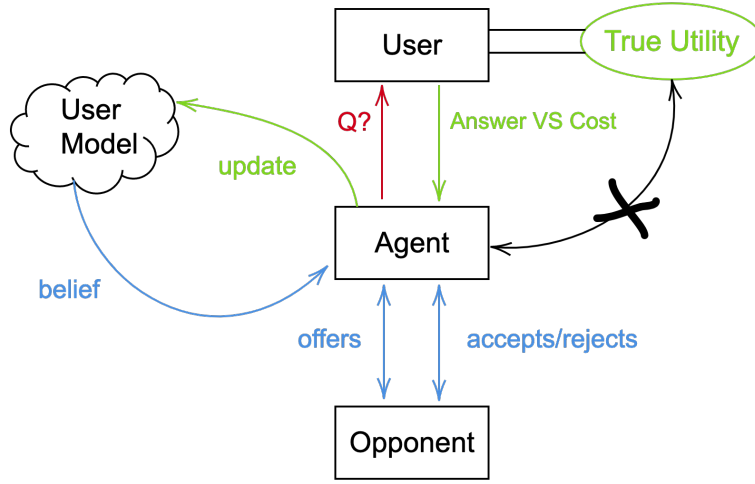 User
True Utility
User
Model
Q?
Answer VS Cost
update
Agent
belief
offers
accepts/rejects
Opponent